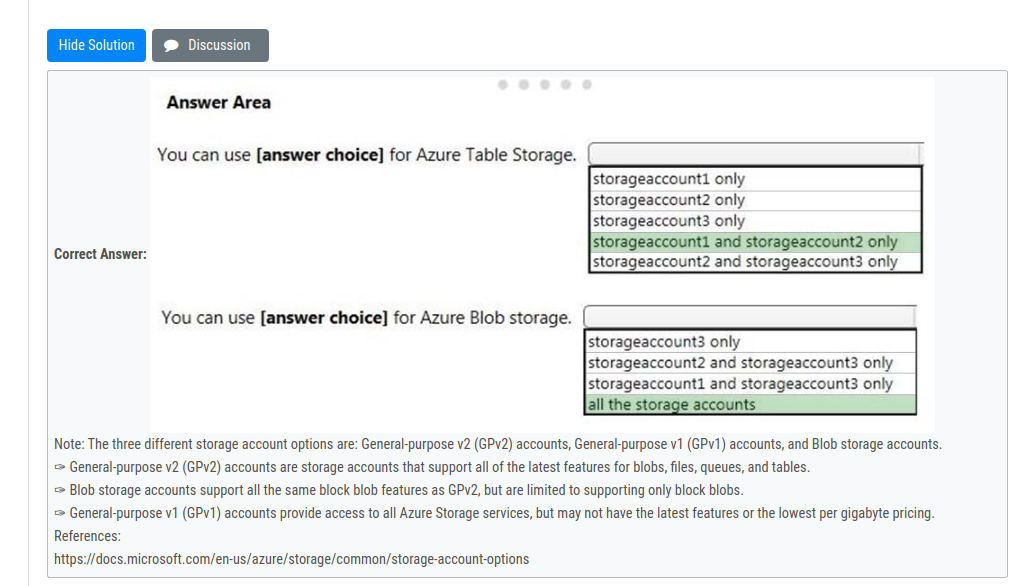 Hide Solution
Discussion
Answer Area
You can use [answer choice] for Azure Table Storage.
storageaccount1 only
storageaccount2 only
storageaccount3 only
storageaccount1 and storageaccount2 only
storageaccount2 and storageaccount3 only
Correct Answer:
You can use [answer choice] for Azure Blob storage.
storageaccount3 only
storageaccount2 and storageaccount3 only
storageaccount1 and storageaccount3 only
all the storage accounts
Note: The three different storage account options are: General-purpose v2 (GPv2) accounts, General-purpose v1 (GPv1) accounts, and Blob storage accounts.
✑ General-purpose v2 (GPv2) accounts are storage accounts that support all of the latest features for blobs, files, queues, and tables.
✑ Blob storage accounts support all the same block blob features as GPv2, but are limited to supporting only block blobs.
✑ General-purpose v1 (GPv1) accounts provide access to all Azure Storage services, but may not have the latest features or the lowest per gigabyte pricing.
References:
https://docs.microsoft.com/en-us/azure/storage/common/storage-account-options